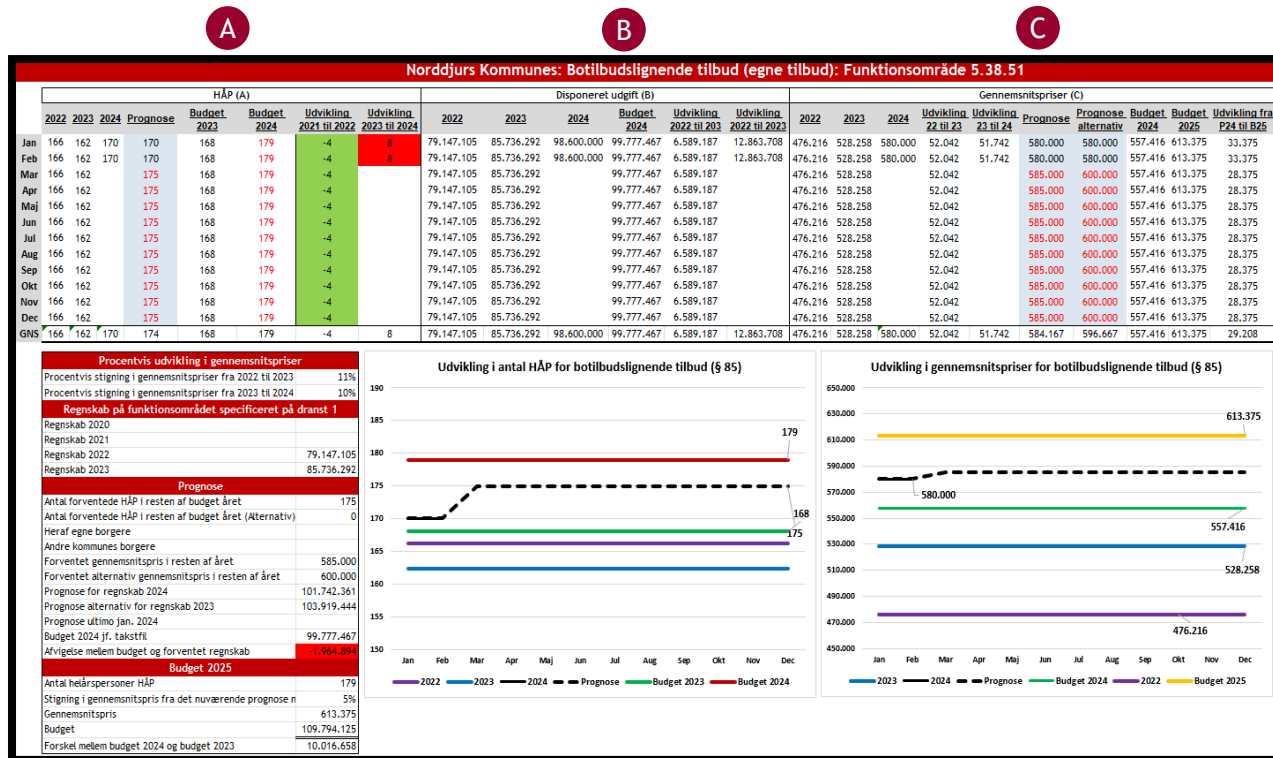 A
B
C
Norddjurs Kommunes: Botilbudslignende tilbud (egne tilbud): Funktionsområde 5.38.51
HÅP (A) Disponeret udgift (B) Gennemsnitspriser (C)
2022 2023 2024 Prognose Budget 2023 Budget 2024 Udvikling 2021 til 2022 Udvikling 2023 til 2024 2022 2023 2024 Budget 2024 Udvikling 2022 til 203 Udvikling 2022 til 2023 2022 2023 2024 Udvikling 22 til 23 Udvikling 23 til 24 Prognose Prognose alternativ Budget 2024 Budget 2025 Udvikling fra P24 til B25
Jan 166 162 170 170 168 179 -4 8 79.147.105 85.736.292 98.600.000 99.777.467 6.589.187 12.863.708 476.216 528.258 580.000 52.042 51.742 580.000 580.000 557.416 613.375 33.375
Feb 166 162 170 170 168 179 -4 8 79.147.105 85.736.292 98.600.000 99.777.467 6.589.187 12.863.708 476.216 528.258 580.000 52.042 51.742 580.000 580.000 557.416 613.375 33.375
Mar 166 162 175 168 179 -4 79.147.105 85.736.292 99.777.467 6.589.187 476.216 528.258 52.042 585.000 600.000 557.416 613.375 28.375
Apr 166 162 175 168 179 -4 79.147.105 85.736.292 99.777.467 6.589.187 476.216 528.258 52.042 585.000 600.000 557.416 613.375 28.375
Maj 166 162 175 168 179 -4 79.147.105 85.736.292 99.777.467 6.589.187 476.216 528.258 52.042 585.000 600.000 557.416 613.375 28.375
Jun 166 162 175 168 179 -4 79.147.105 85.736.292 99.777.467 6.589.187 476.216 528.258 52.042 585.000 600.000 557.416 613.375 28.375
Jul 166 162 175 168 179 -4 79.147.105 85.736.292 99.777.467 6.589.187 476.216 528.258 52.042 585.000 600.000 557.416 613.375 28.375
Aug 166 162 175 168 179 -4 79.147.105 85.736.292 99.777.467 6.589.187 476.216 528.258 52.042 585.000 600.000 557.416 613.375 28.375
Sep 166 162 175 168 179 -4 79.147.105 85.736.292 99.777.467 6.589.187 476.216 528.258 52.042 585.000 600.000 557.416 613.375 28.375
Okt 166 162 175 168 179 -4 79.147.105 85.736.292 99.777.467 6.589.187 476.216 528.258 52.042 585.000 600.000 557.416 613.375 28.375
Nov 166 162 175 168 179 -4 79.147.105 85.736.292 99.777.467 6.589.187 476.216 528.258 52.042 585.000 600.000 557.416 613.375 28.375
Dec 166 162 175 168 179 -4 79.147.105 85.736.292 99.777.467 6.589.187 476.216 528.258 52.042 585.000 600.000 557.416 613.375 28.375
GNS 166 162 170 174 168 179 -4 8 79.147.105 85.736.292 98.600.000 99.777.467 6.589.187 12.863.708 476.216 528.258 580.000 52.042 51.742 584.167 596.667 557.416 613.375 29.208
Procentvis udvikling i gennemsnitspriser
Procentvis stigning i gennemsnitspriser fra 2022 til 2023 11%
Procentvis stigning i gennemsnitspriser fra 2023 til 2024 10%
Regnskab på funktionsområdet specificeret på dranst 1
Regnskab 2020
Regnskab 2021
Regnskab 2022 79.147.105
Regnskab 2023 85.736.292
Prognose
Antal forventede HÅP i resten af budget året 175
Antal forventede HÅP i resten af budget året (Alternativ) 0
Heraf egne borgere
Andre kommunes borgere
Forventet gennemsnitspris i resten af året 585.000
Forventet alternativ gennemsnitspris i resten af året 600.000
Prognose for regnskab 2024 101.742.361
Prognose alternativ for regnskab 2023 103.919.444
Prognose ultimo jan. 2024
Budget 2024 jf. takstfil 99.777.467
Afvigelse mellem budget og forventet regnskab -1.964.894
Budget 2025
Antal helårspersoner HÅP 179
Stigning i gennemsnitspris fra det nuværende prognose n 5%
Gennemsnitspris 613.375
Budget 109.794.125
Forskel mellem budget 2024 og budget 2023 10.016.658
Udvikling i antal HÅP for botilbudslignende tilbud (§ 85)
190
185
180
175
170
165
160
155
150
179
168
175
Jan Feb Mar Apr Maj Jun Jul Aug Sep Okt Nov Dec
2022 2023 2024 Prognose Budget 2023 Budget 2024
Udvikling i gennemsnitspriser for botilbudslignende tilbud (§ 85)
650.000
630.000
610.000
590.000
570.000
550.000
530.000
510.000
490.000
470.000
450.000
613.375
580.000
557.416
528.258
476.216
Jan Feb Mar Apr Maj Jun Jul Aug Sep Okt Nov Dec
2023 2024 Prognose Budget 2024 2022 Budget 2025